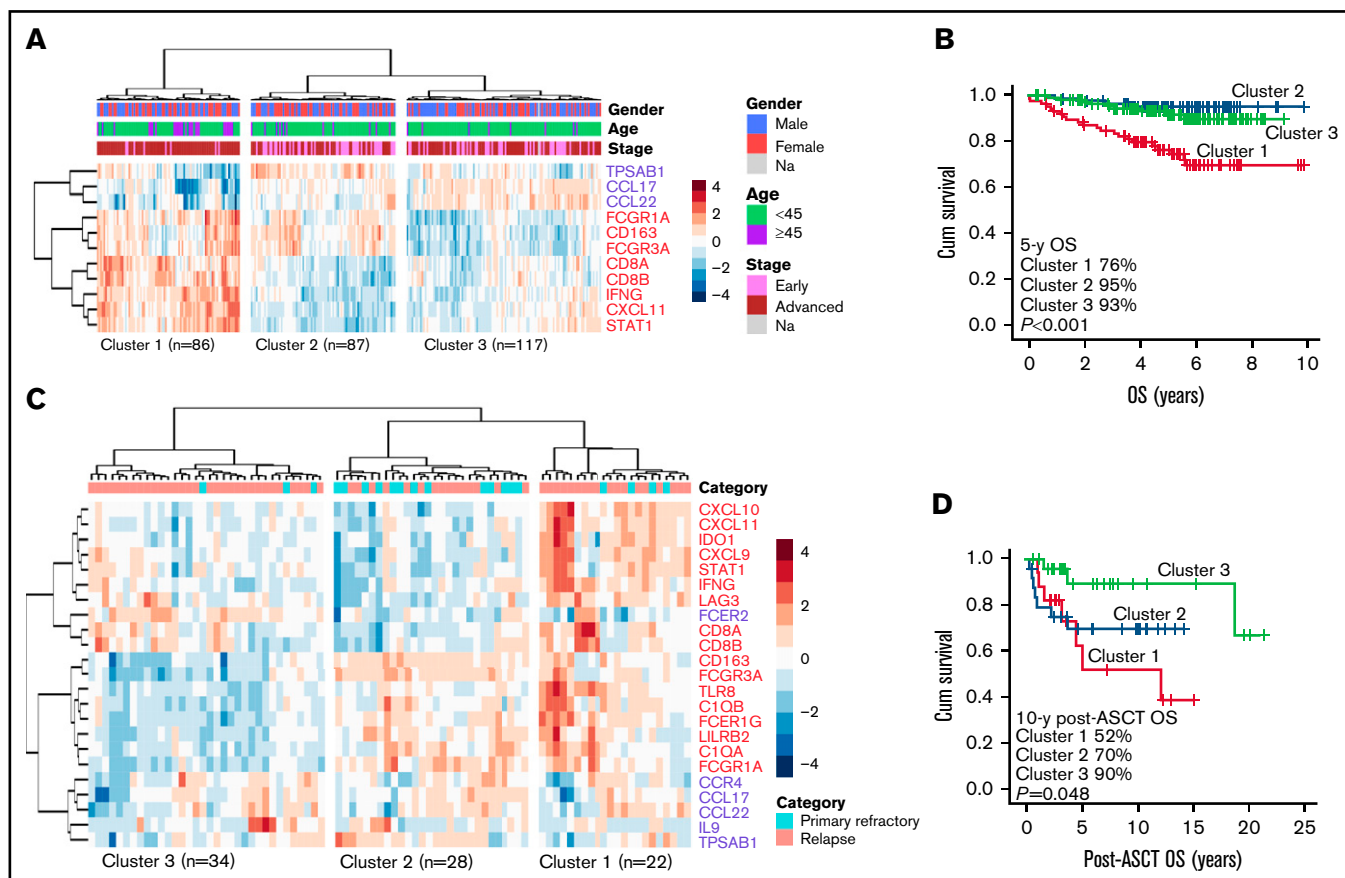 A
Gender
Age
Stage
TPSAB1
CCL17
CCL22
FCGR1A
CD163
FCGR3A
CD8A
CD8B
IFNG
CXCL11
STAT1
Cluster 1 (n=86)
Cluster 2 (n=87)
Cluster 3 (n=117)
4
2
0
−2
−4
Gender
Male
Female
Na
Age
<45
≥45
Stage
Early
Advanced
Na
B
Cum survival
1.0
0.8
0.6
0.4
0.2
0.0
Cluster 2
Cluster 3
Cluster 1
5-y OS
Cluster 1 76%
Cluster 2 95%
Cluster 3 93%
P<0.001
0 2 4 6 8 10
OS (years)
C
Category
CXCL10
CXCL11
IDO1
CXCL9
STAT1
IFNG
LAG3
FCER2
CD8A
CD8B
CD163
FCGR3A
TLR8
C1QB
FCER1G
LILRB2
C1QA
FCGR1A
CCR4
CCL17
CCL22
IL9
TPSAB1
Cluster 3 (n=34)
Cluster 2 (n=28)
Cluster 1 (n=22)
4
2
0
−2
−4
Category
Primary refractory
Relapse
D
Cum survival
1.0
0.8
0.6
0.4
0.2
0.0
Cluster 3
Cluster 2
Cluster 1
10-y post-ASCT OS
Cluster 1 52%
Cluster 2 70%
Cluster 3 90%
P=0.048
0 5 10 15 20 25
Post-ASCT OS (years)